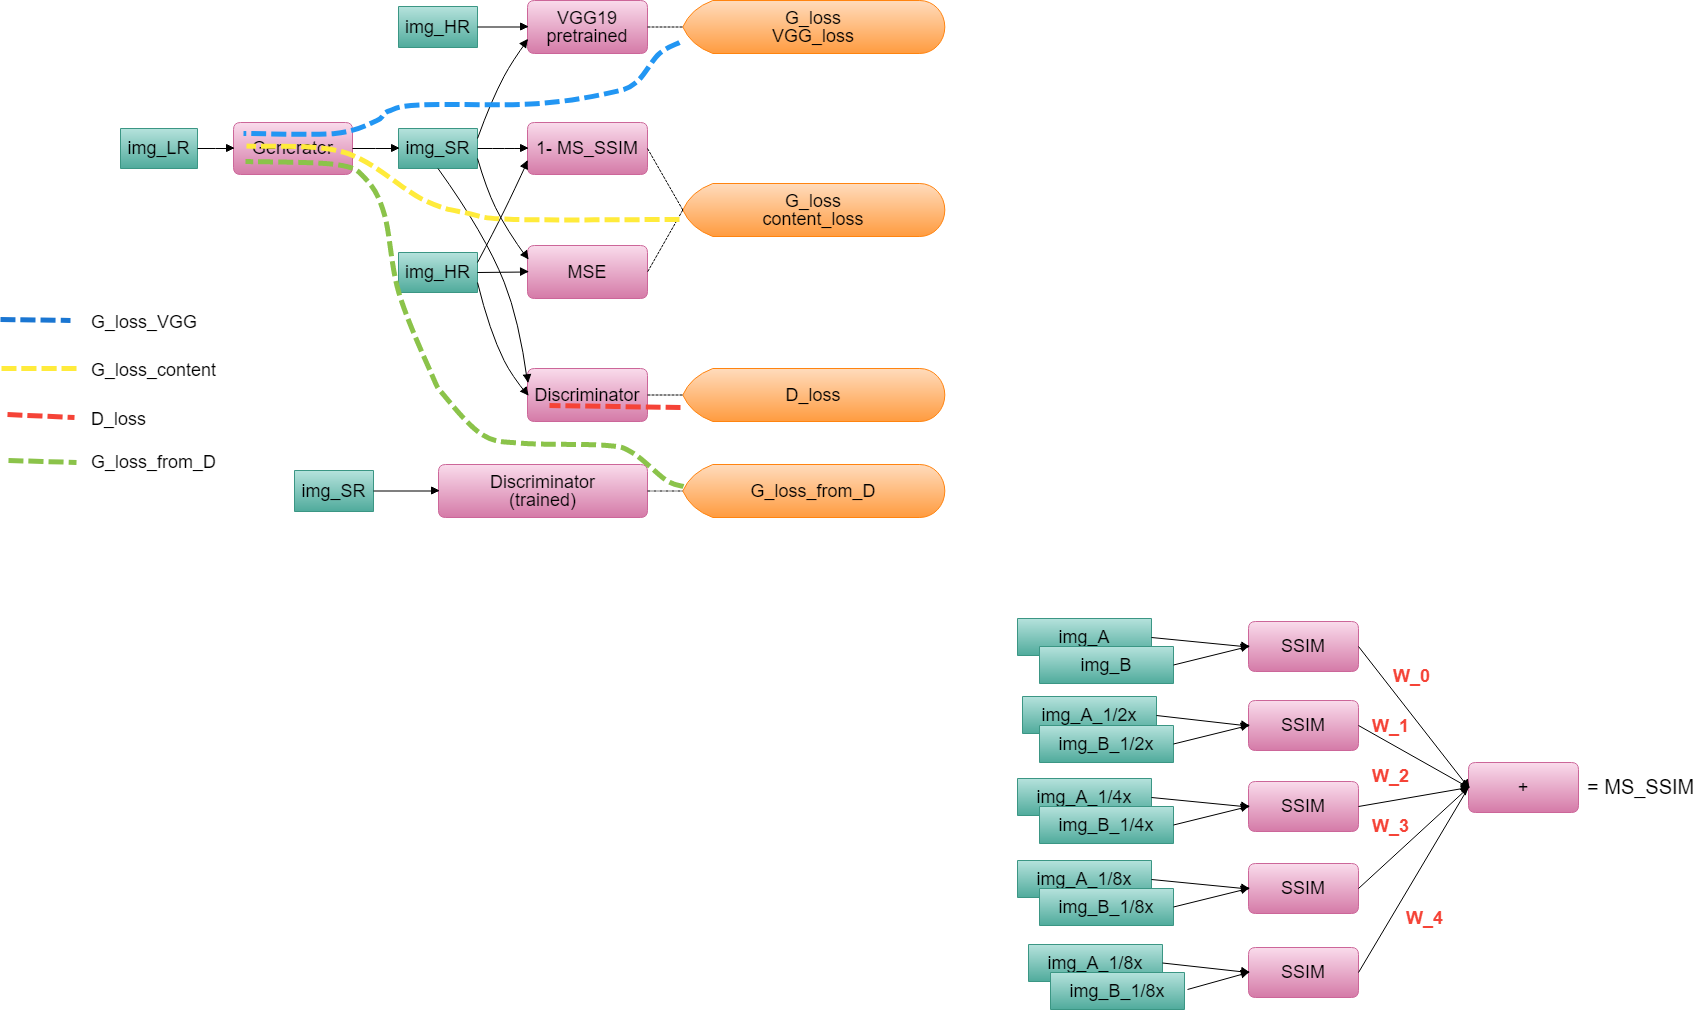 img_HR
VGG19
pretrained
G_loss
VGG_loss
img_LR
Generator
img_SR
1- MS_SSIM
G_loss
content_loss
img_HR
MSE
G_loss_VGG
G_loss_content
D_loss
G_loss_from_D
Discriminator
D_loss
img_SR
Discriminator
(trained)
G_loss_from_D
img_A
img_B
SSIM
W_0
img_A_1/2x
img_B_1/2x
SSIM
W_1
img_A_1/4x
img_B_1/4x
SSIM
W_2
+
= MS_SSIM
W_3
img_A_1/8x
img_B_1/8x
SSIM
W_4
img_A_1/8x
img_B_1/8x
SSIM